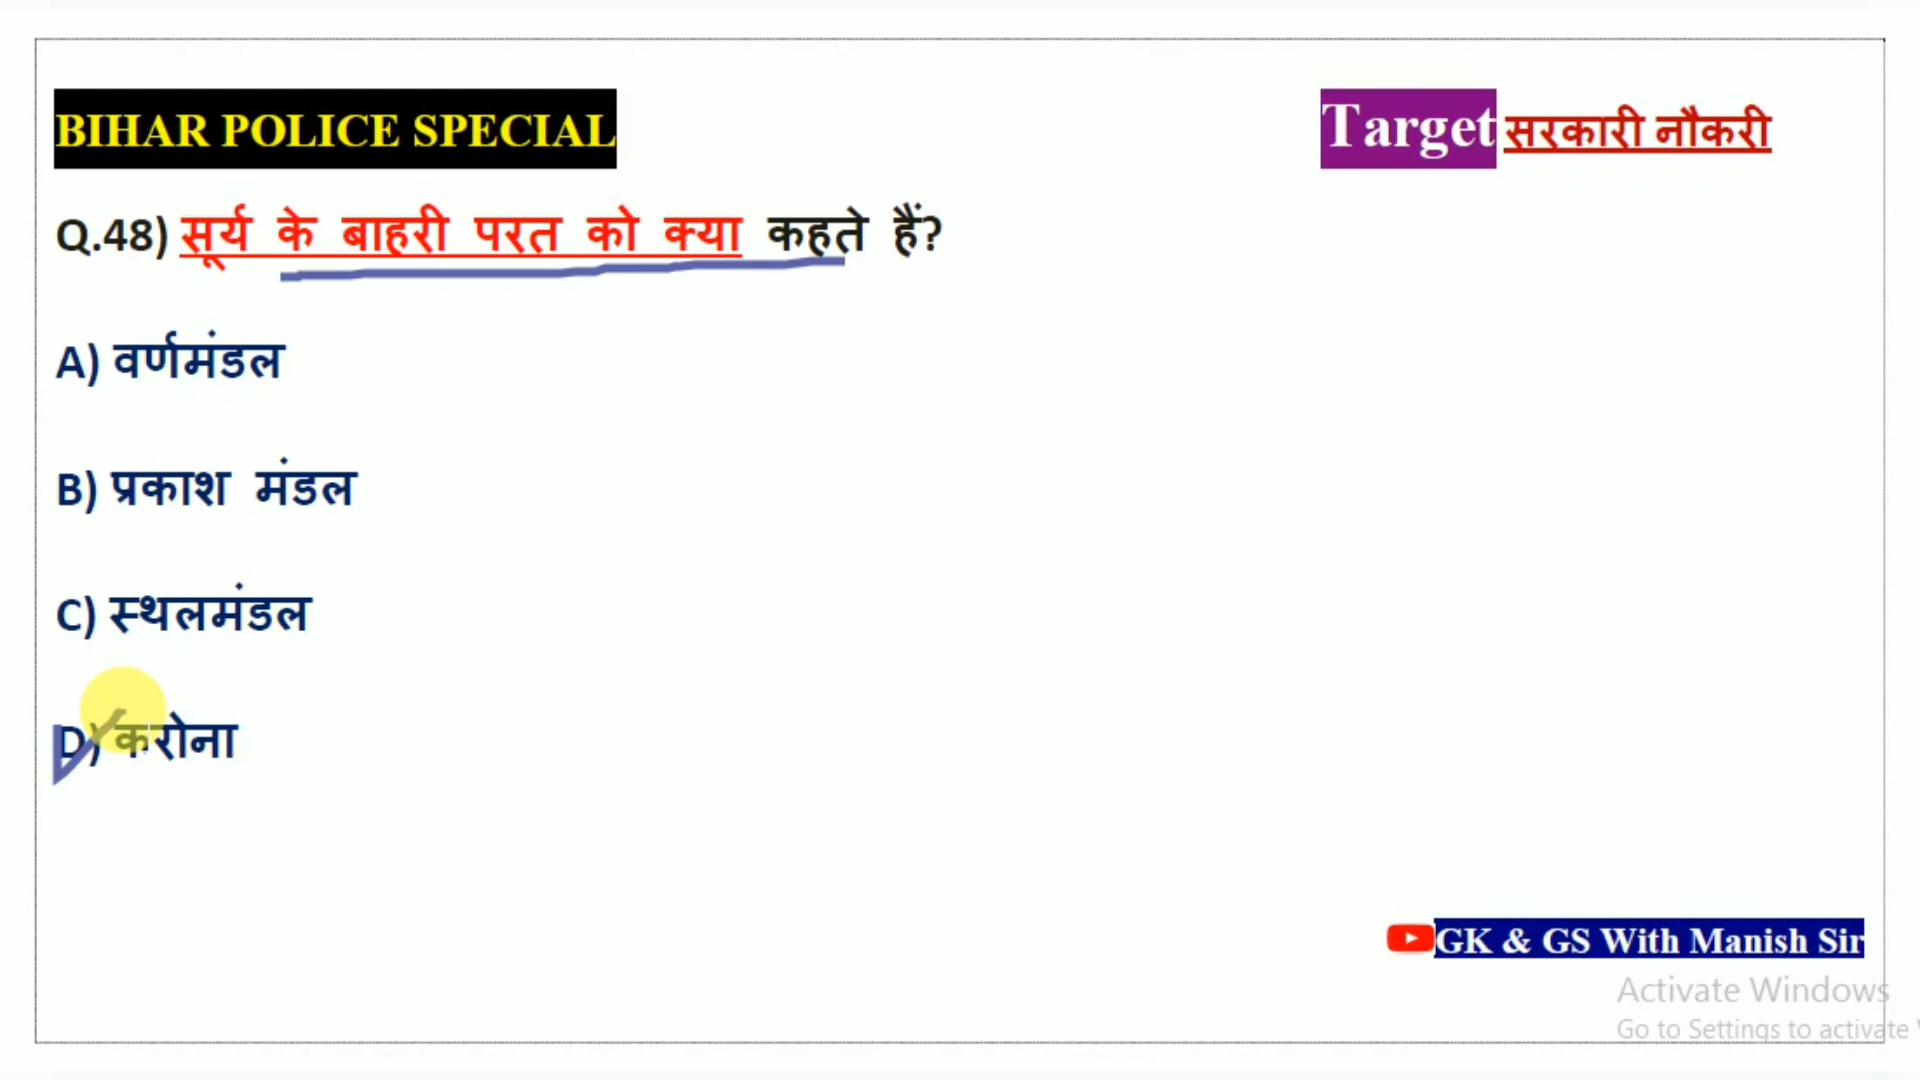 BIHAR POLICE SPECIAL
Target सरकारी नौकरी
Q.48) सूर्य के बाहरी परत को क्या कहते हैं?
A) वर्णमंडल
B) प्रकाश मंडल
C) स्थलमंडल
D) करोना
GK & GS With Manish Sir
Activate Windows
Go to Settings to activate